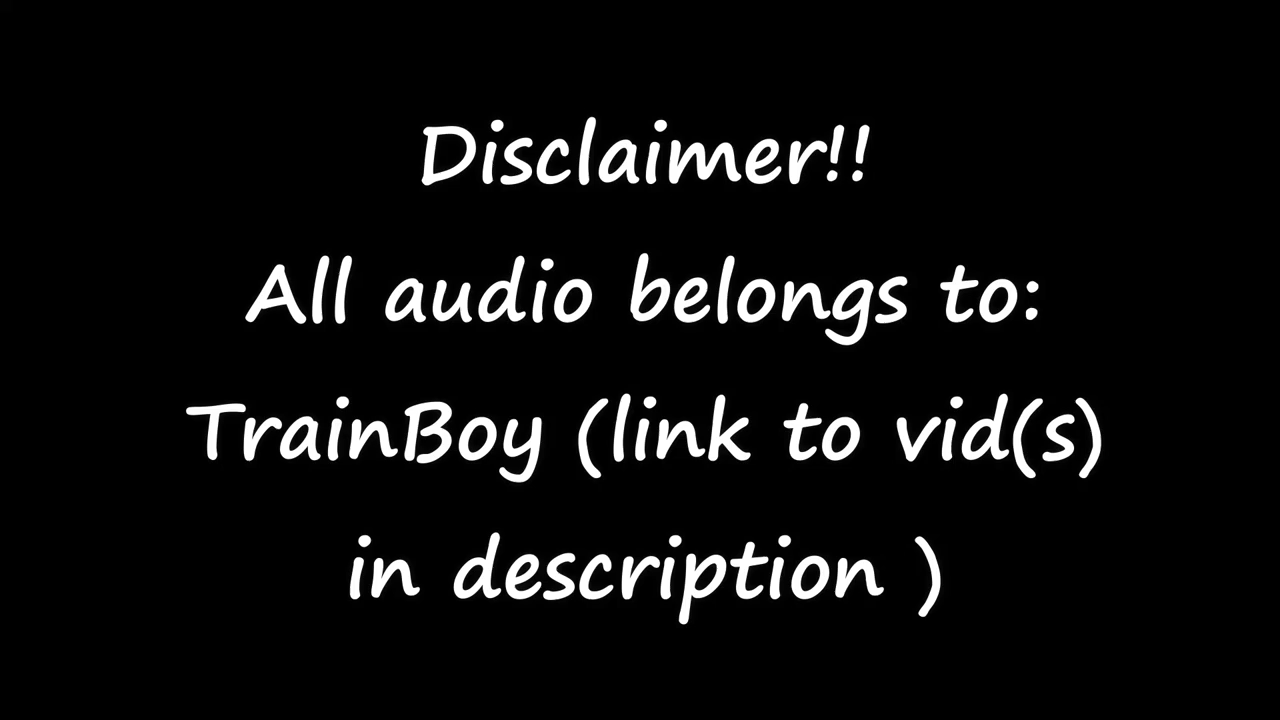 Disclaimer!!
All audio belongs to:
TrainBoy (link to vid(s)
in description )